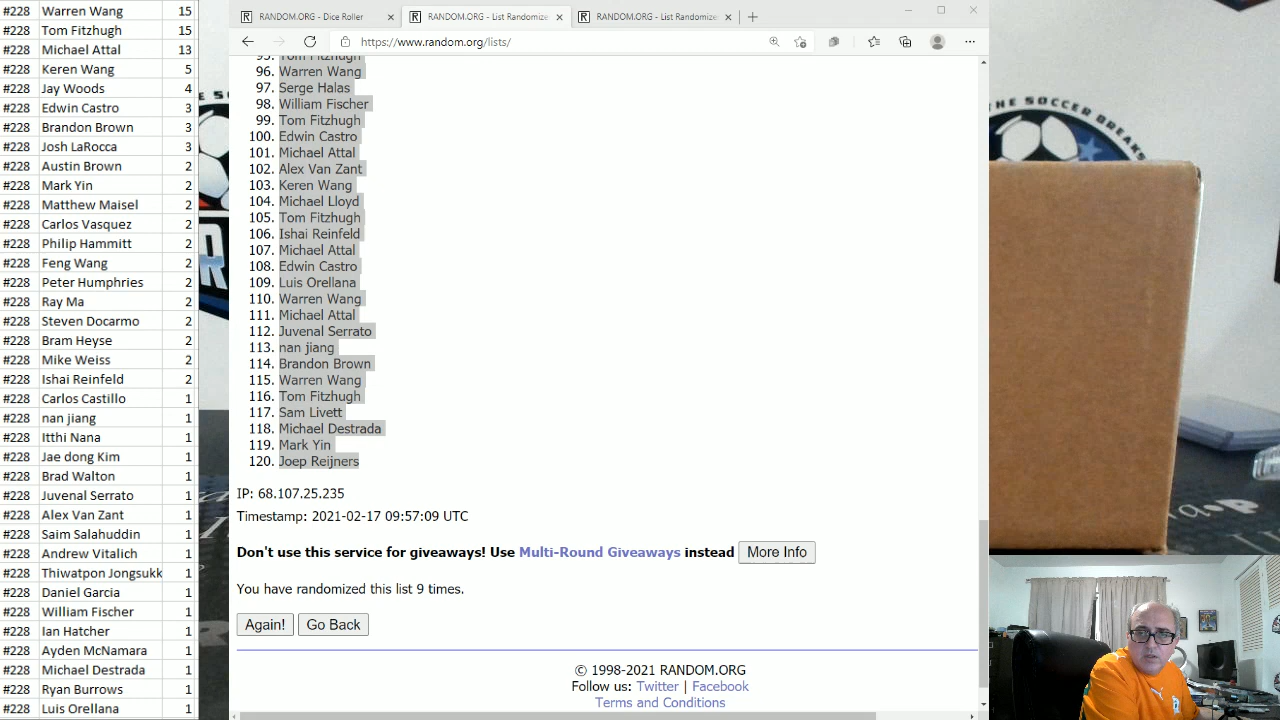 #228 Warren Wang 15
#228 Tom Fitzhugh 15
#228 Michael Attal 13
#228 Keren Wang 5
#228 Jay Woods 4
#228 Edwin Castro 3
#228 Brandon Brown 3
#228 Josh LaRocca 3
#228 Austin Brown 2
#228 Mark Yin 2
#228 Matthew Maisel 2
#228 Carlos Vasquez 2
#228 Philip Hammitt 2
#228 Feng Wang 2
#228 Peter Humphries 2
#228 Ray Ma 2
#228 Steven Docarmo 2
#228 Bram Heyse 2
#228 Mike Weiss 2
#228 Ishai Reinfeld 2
#228 Carlos Castillo 1
#228 nan jiang 1
#228 Itthi Nana 1
#228 Jae dong Kim 1
#228 Brad Walton 1
#228 Juvenal Serrato 1
#228 Alex Van Zant 1
#228 Saim Salahuddin 1
#228 Andrew Vitalich 1
#228 Thiwatpon Jongsukk 1
#228 Daniel Garcia 1
#228 William Fischer 1
#228 Ian Hatcher 1
#228 Ayden McNamara 1
#228 Michael Destrada 1
#228 Ryan Burrows 1
#228 Luis Orellana 1
RANDOM.ORG - Dice Roller
RANDOM.ORG - List Randomize
RANDOM.ORG - List Randomize
https://www.random.org/lists/
95. Tom Fitzhugh
96. Warren Wang
97. Serge Halas
98. William Fischer
99. Tom Fitzhugh
100. Edwin Castro
101. Michael Attal
102. Alex Van Zant
103. Keren Wang
104. Michael Lloyd
105. Tom Fitzhugh
106. Ishai Reinfeld
107. Michael Attal
108. Edwin Castro
109. Luis Orellana
110. Warren Wang
111. Michael Attal
112. Juvenal Serrato
113. nan jiang
114. Brandon Brown
115. Warren Wang
116. Tom Fitzhugh
117. Sam Livett
118. Michael Destrada
119. Mark Yin
120. Joep Reijners
IP: 68.107.25.235
Timestamp: 2021-02-17 09:57:09 UTC
Don't use this service for giveaways! Use Multi-Round Giveaways instead More Info
You have randomized this list 9 times.
Again! Go Back
© 1998-2021 RANDOM.ORG
Follow us: Twitter | Facebook
Terms and Conditions
THE SOCCER BREAKS